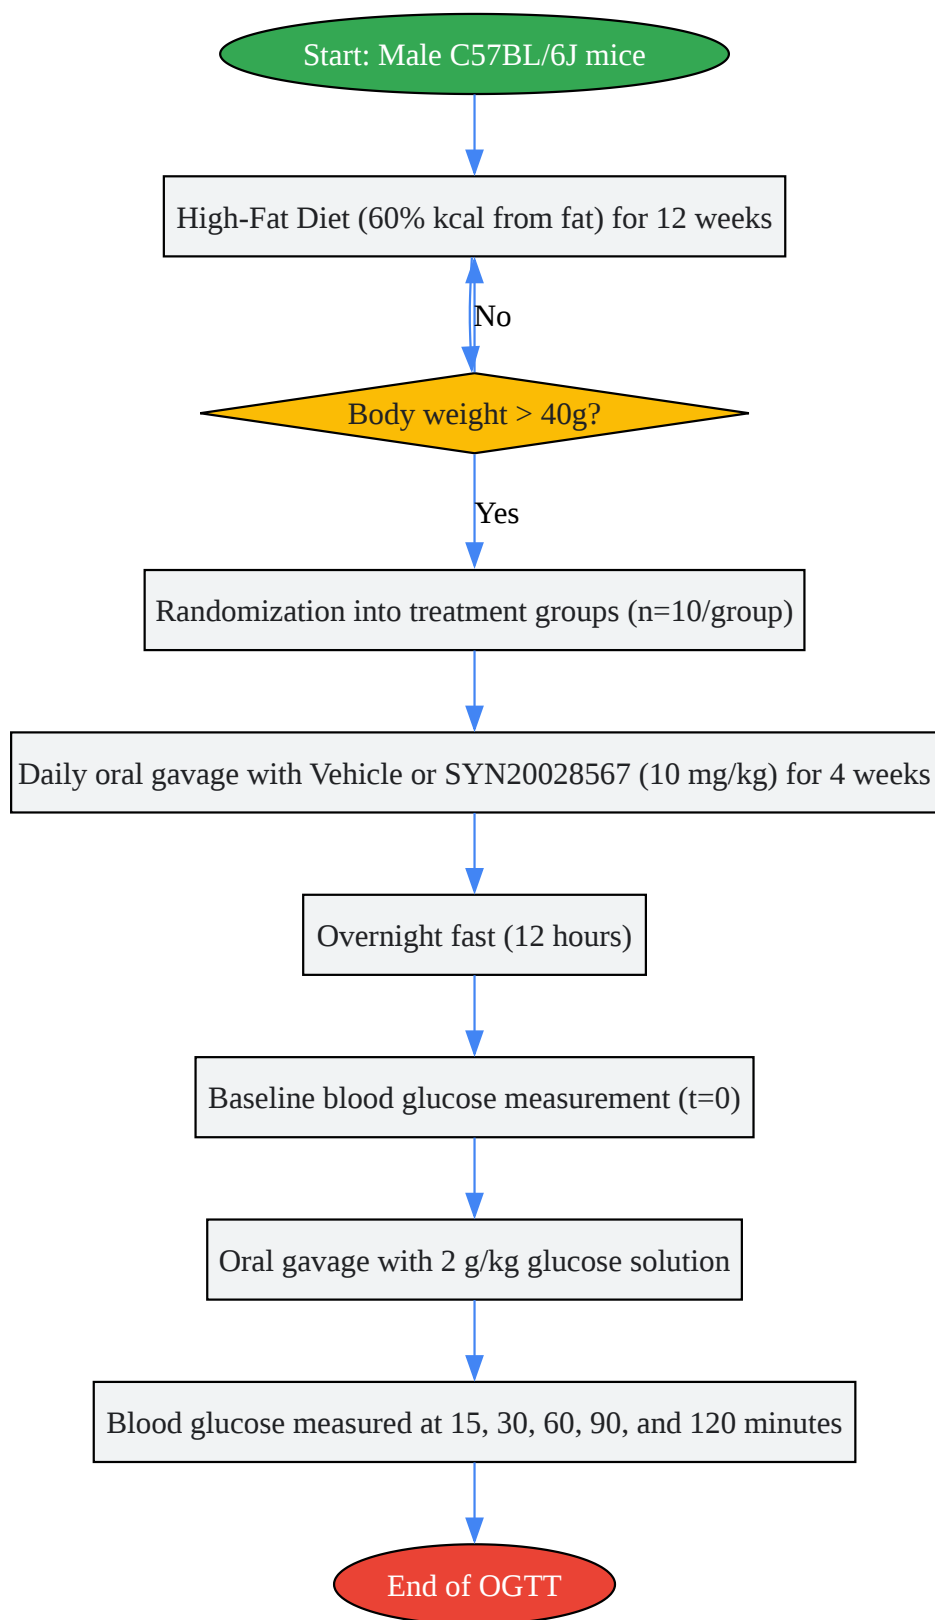 Start: Male C57BL/6J mice
High-Fat Diet (60% kcal from fat) for 12 weeks
No
Body weight > 40g?
Yes
Randomization into treatment groups (n=10/group)
Daily oral gavage with Vehicle or SYN20028567 (10 mg/kg) for 4 weeks
Overnight fast (12 hours)
Baseline blood glucose measurement (t=0)
Oral gavage with 2 g/kg glucose solution
Blood glucose measured at 15, 30, 60, 90, and 120 minutes
End of OGTT